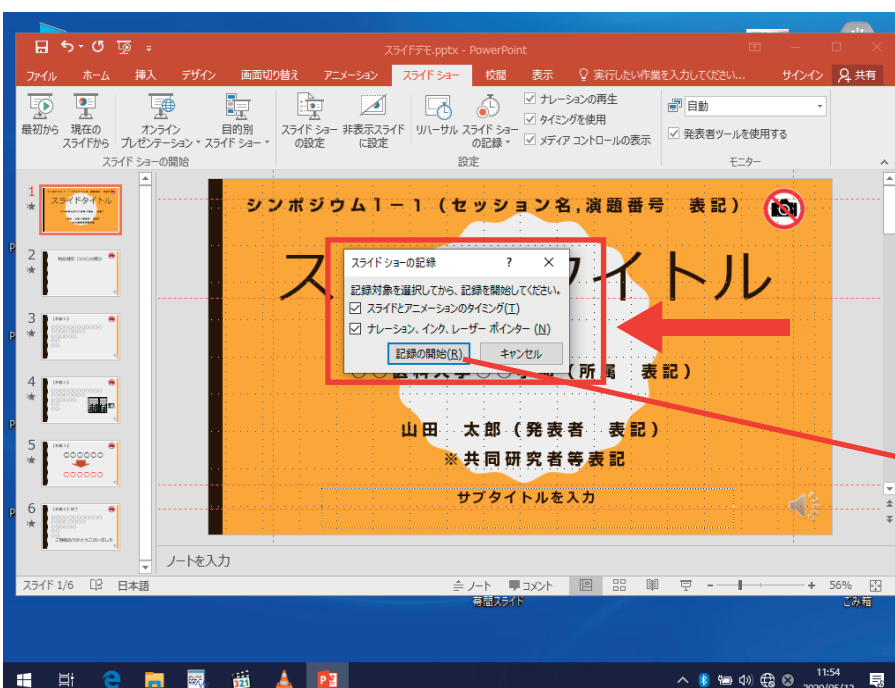 スライドデモ.pptx - PowerPoint
ファイル ホーム 挿入 デザイン 画面切り替え アニメーション スライド ショー 校閲 表示 実行したい作業を入力してください... サインイン 共有
最初から 現在の スライドから オンライン プレゼンテーション 目的別 スライド ショー
スライド ショーの開始
スライド ショー の設定 非表示スライド に設定 リハーサル スライド ショー の記録
ナレーションの再生
タイミングを使用
メディア コントロールの表示
設定
自動
発表者ツールを使用する
モニター
1
2
3
4
5
6
シンポジウム1-1 (セッション名,演題番号 表記)
ス イトル
スライド ショーの記録 ? ×
記録対象を選択してから、記録を開始してください。
スライドとアニメーションのタイミング(T)
ナレーション、インク、レーザー ポインター (N)
記録の開始(R) キャンセル
(所属 表記)
山田 太郎 (発表者 表記)
※共同研究者等表記
サブタイトルを入力
ノートを入力
スライド 1/6 日本語 ノート コメント 56%
幕間スライド ごみ箱
11:54
2020/05/12